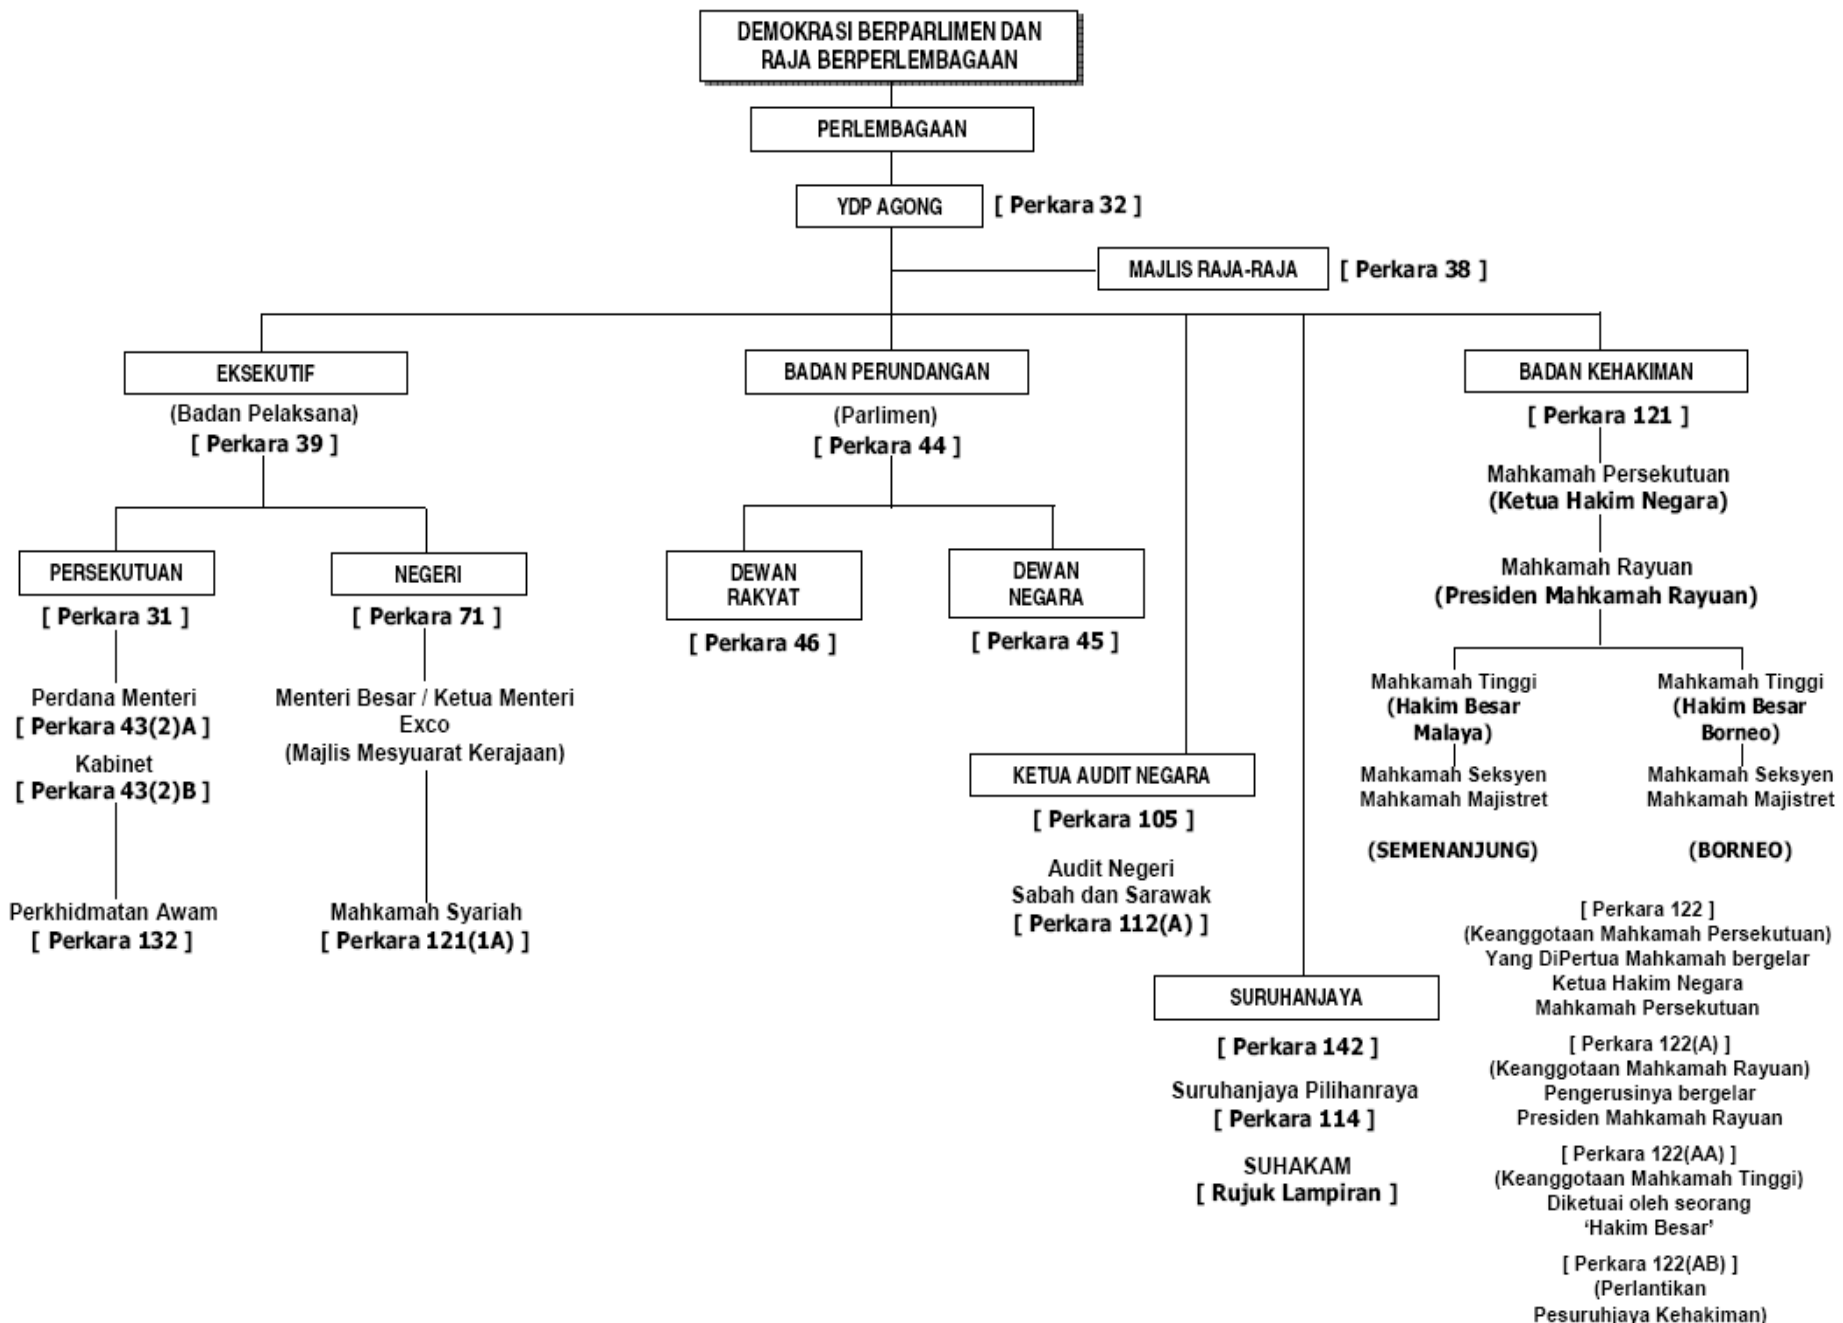 DEMOKRASI BERPARLIMEN DAN
RAJA BERPERLEMBAGAAN
PERLEMBAGAAN
YDP AGONG
[ Perkara 32 ]
MAJLIS RAJA-RAJA
[ Perkara 38 ]
EKSEKUTIF
(Badan Pelaksana)
[ Perkara 39 ]
PERSEKUTUAN
[ Perkara 31 ]
Perdana Menteri
[ Perkara 43(2)A ]
Kabinet
[ Perkara 43(2)B ]
Perkhidmatan Awam
[ Perkara 132 ]
NEGERI
[ Perkara 71 ]
Menteri Besar / Ketua Menteri
Exco
(Majlis Mesyuarat Kerajaan)
Mahkamah Syariah
[ Perkara 121(1A) ]
BADAN PERUNDANGAN
(Parlimen)
[ Perkara 44 ]
DEWAN
RAKYAT
[ Perkara 46 ]
DEWAN
NEGARA
[ Perkara 45 ]
KETUA AUDIT NEGARA
[ Perkara 105 ]
Audit Negeri
Sabah dan Sarawak
[ Perkara 112(A) ]
SURUHANJAYA
[ Perkara 142 ]
Suruhanjaya Pilihanraya
[ Perkara 114 ]
SUHAKAM
[ Rujuk Lampiran ]
BADAN KEHAKIMAN
[ Perkara 121 ]
Mahkamah Persekutuan
(Ketua Hakim Negara)
Mahkamah Rayuan
(Presiden Mahkamah Rayuan)
Mahkamah Tinggi
(Hakim Besar
Malaya)
Mahkamah Seksyen
Mahkamah Majistret
(SEMENANJUNG)
Mahkamah Tinggi
(Hakim Besar
Borneo)
Mahkamah Seksyen
Mahkamah Majistret
(BORNEO)
[ Perkara 122 ]
(Keanggotaan Mahkamah Persekutuan)
Yang DiPertua Mahkamah bergelar
Ketua Hakim Negara
Mahkamah Persekutuan
[ Perkara 122(A) ]
(Keanggotaan Mahkamah Rayuan)
Pengerusinya bergelar
Presiden Mahkamah Rayuan
[ Perkara 122(AA) ]
(Keanggotaan Mahkamah Tinggi)
Diketuai oleh seorang
‘Hakim Besar’
[ Perkara 122(AB) ]
(Perlantikan
Pesuruhjaya Kehakiman)